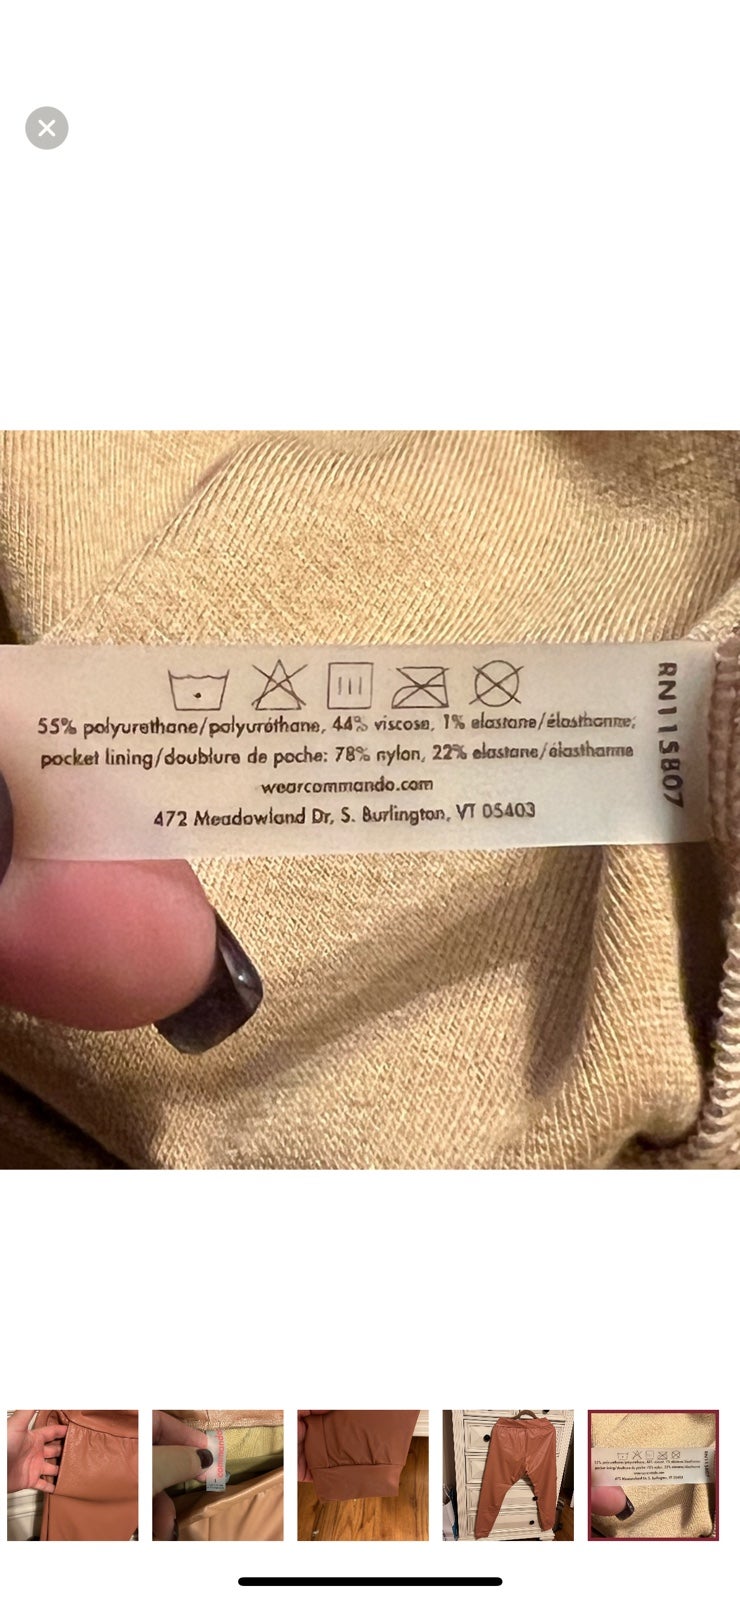 55% polyurethane/polyuréthane, 44% viscose, 1% elastane/élasthanne;
pocket lining/doublure de poche: 78% nylon, 22% elastane/élasthanne
wearcommando.com
472 Meadowland Dr, S. Burlington, VT 05403
RN115807
commando